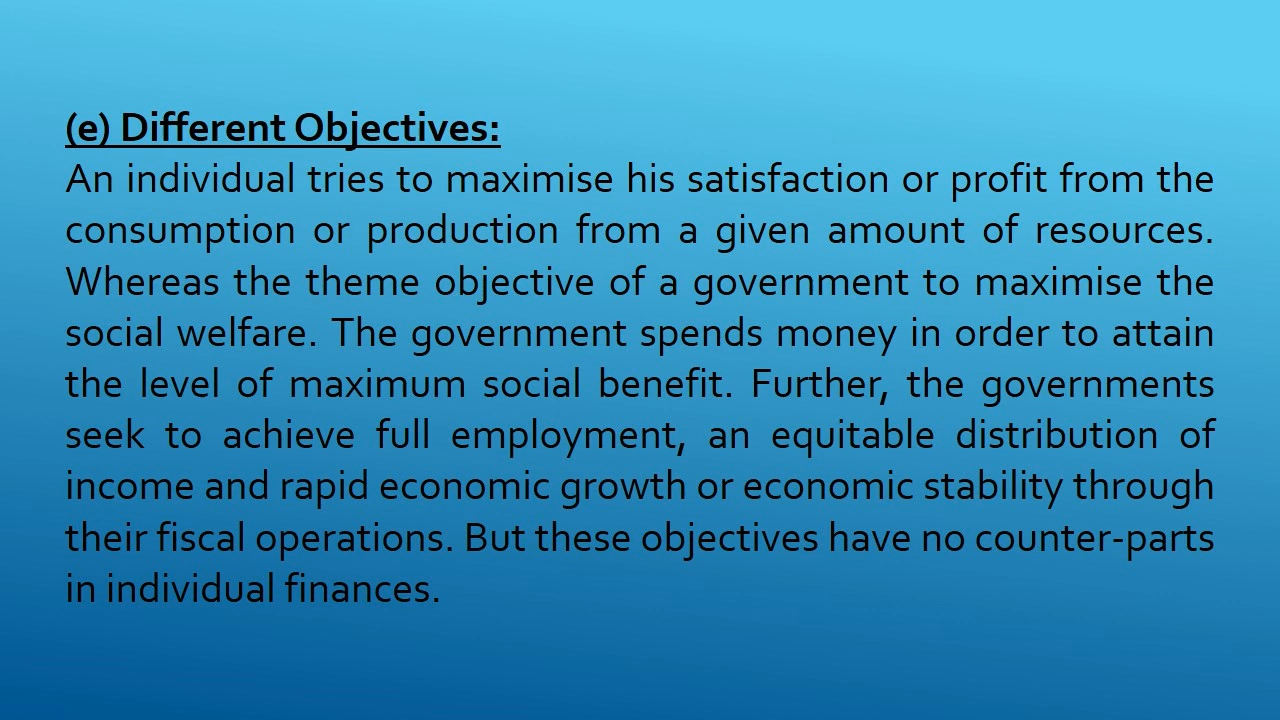 (e) Different Objectives:
An individual tries to maximise his satisfaction or profit from the
consumption or production from a given amount of resources.
Whereas the theme objective of a government to maximise the
social welfare. The government spends money in order to attain
the level of maximum social benefit. Further, the governments
seek to achieve full employment, an equitable distribution of
income and rapid economic growth or economic stability through
their fiscal operations. But these objectives have no counter-parts
in individual finances.